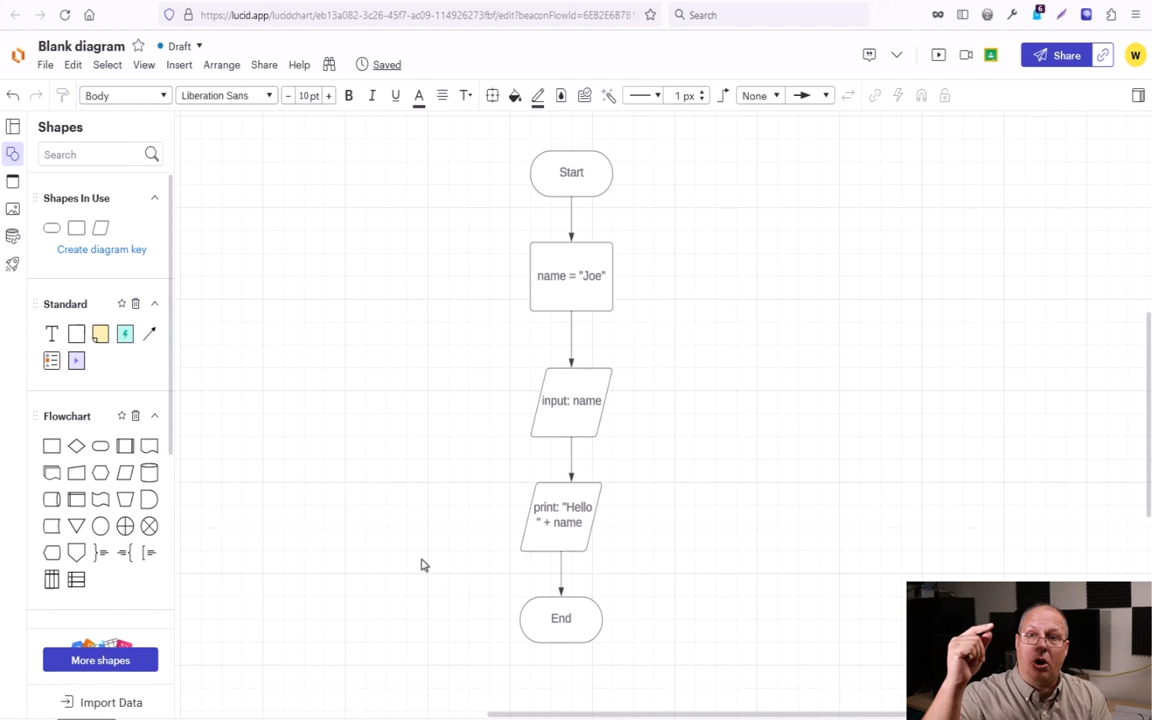 https://lucid.app/lucidchart/eb13a082-3c26-45f7-ac09-114926273fbf/edit?beaconFlowId=6EB2E6B7B1
Search
6
Blank diagram
Draft
File Edit Select View Insert Arrange Share Help
Saved
Share
W
Body
Liberation Sans
10 pt
B I U A T
1 px
None
Shapes
Search
Shapes In Use
Create diagram key
Standard
T
Flowchart
More shapes
Import Data
Start
name = "Joe"
input: name
print: "Hello
" + name
End